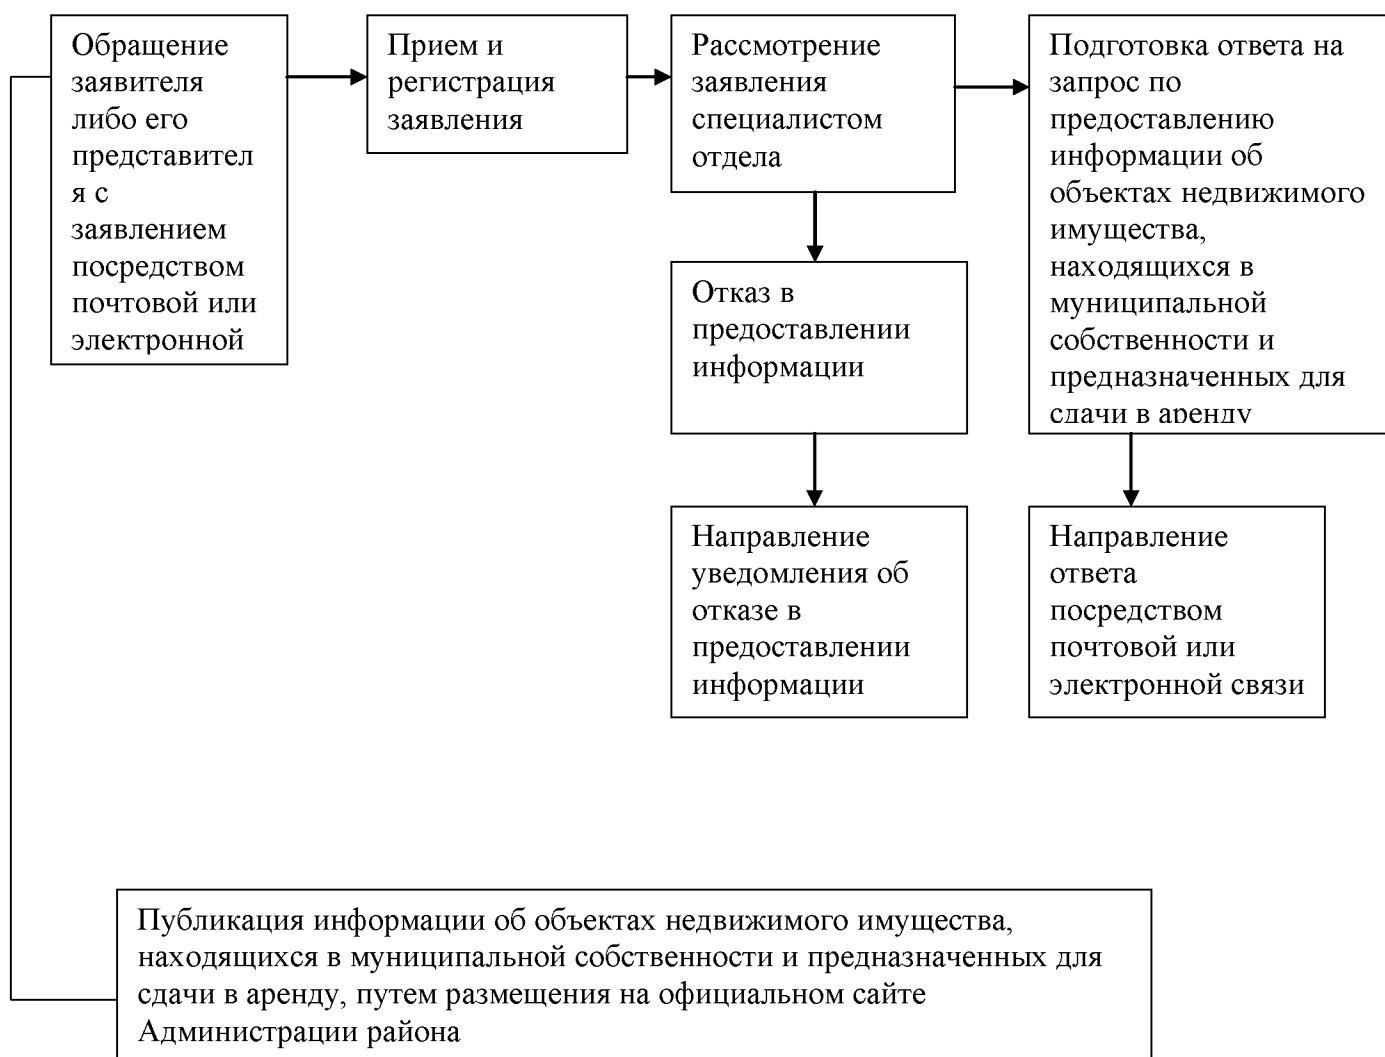 Обращение
заявителя
либо его
представител
я с
заявлением
посредством
почтовой или
электронной
Прием и
регистрация
заявления
Рассмотрение
заявления
специалистом
отдела
Подготовка ответа на
запрос по
предоставлению
информации об
объектах недвижимого
имущества,
находящихся в
муниципальной
собственности и
предназначенных для
сдачи в аренду
Отказ в
предоставлении
информации
Направление
уведомления об
отказе в
предоставлении
информации
Направление
ответа
посредством
почтовой или
электронной связи
Публикация информации об объектах недвижимого имущества,
находящихся в муниципальной собственности и предназначенных для
сдачи в аренду, путем размещения на официальном сайте
Администрации района